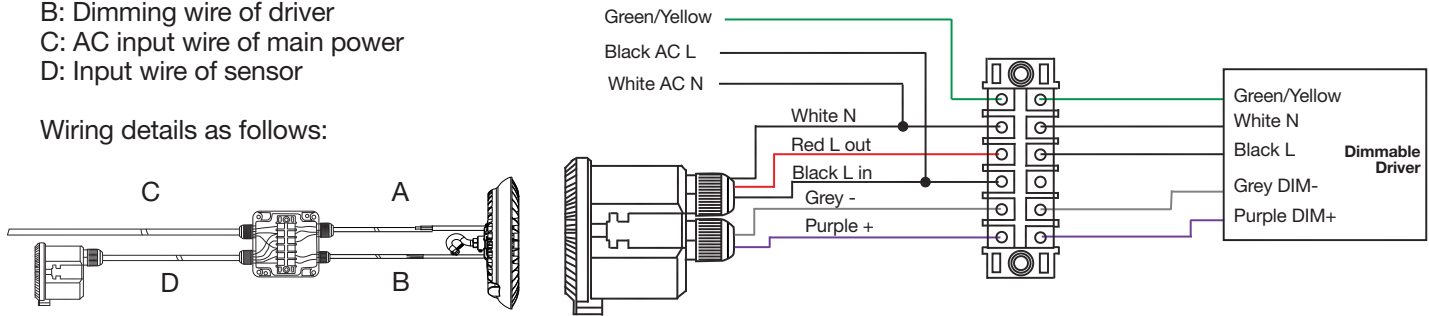 B: Dimming wire of driver
C: AC input wire of main power
D: Input wire of sensor
Wiring details as follows:
C
A
D
B
Green/Yellow
Black AC L
White AC N
White N
Red L out
Black L in
Grey -
Purple +
Green/Yellow
White N
Black L
Dimmable
Driver
Grey DIM-
Purple DIM+